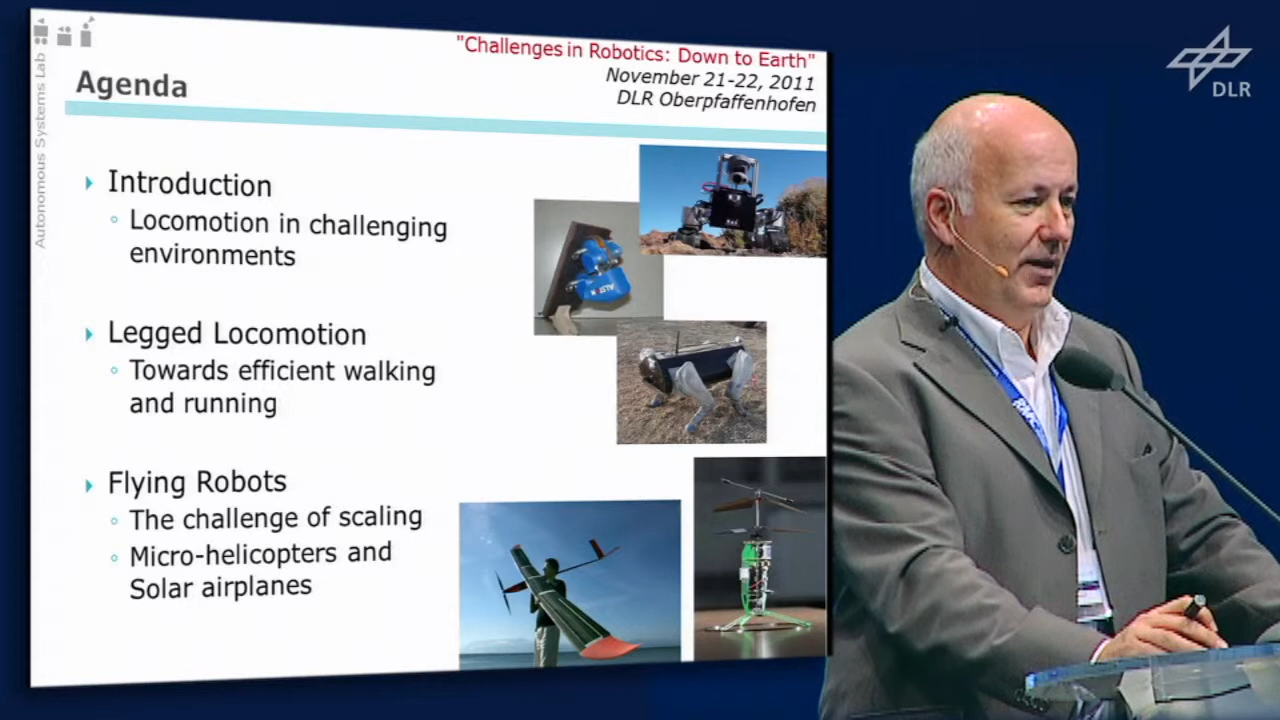 "Challenges in Robotics: Down to Earth"
November 21-22, 2011
DLR Oberpfaffenhofen
Agenda
Autonomous Systems Lab
Introduction
Locomotion in challenging
environments
Legged Locomotion
Towards efficient walking
and running
Flying Robots
The challenge of scaling
Micro-helicopters and
Solar airplanes
DLR